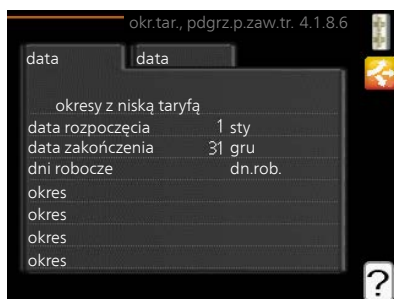 okr.tar., pdgrz.p.zaw.tr. 4.1.8.6
data data
okresy z niską taryfą
data rozpoczęcia 1 sty
data zakończenia 31 gru
dni robocze dn.rob.
okres
okres
okres
okres
?